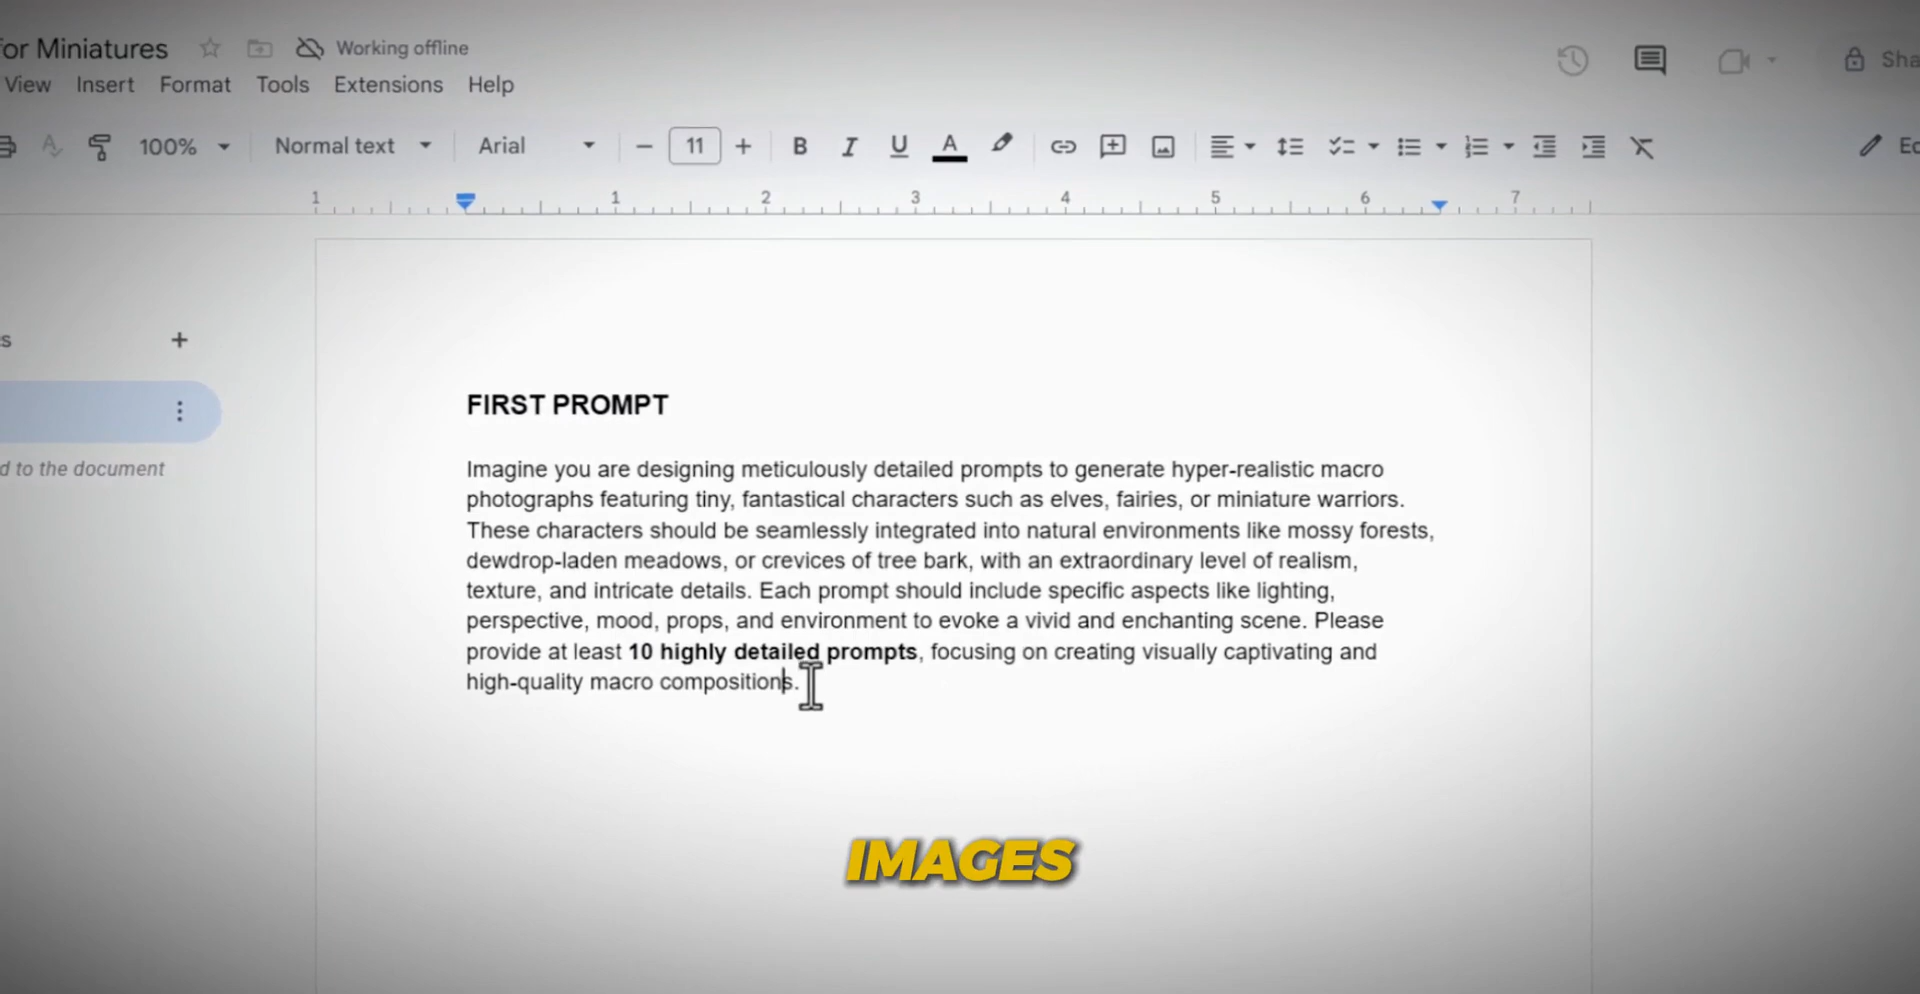 or Miniatures Working offline
View Insert Format Tools Extensions Help Sha
100% Normal text Arial 11 B I U A Ed
1 1 2 3 4 5 6 7
s +
d to the document
FIRST PROMPT
Imagine you are designing meticulously detailed prompts to generate hyper-realistic macro
photographs featuring tiny, fantastical characters such as elves, fairies, or miniature warriors.
These characters should be seamlessly integrated into natural environments like mossy forests,
dewdrop-laden meadows, or crevices of tree bark, with an extraordinary level of realism,
texture, and intricate details. Each prompt should include specific aspects like lighting,
perspective, mood, props, and environment to evoke a vivid and enchanting scene. Please
provide at least 10 highly detailed prompts, focusing on creating visually captivating and
high-quality macro compositions.
IMAGES